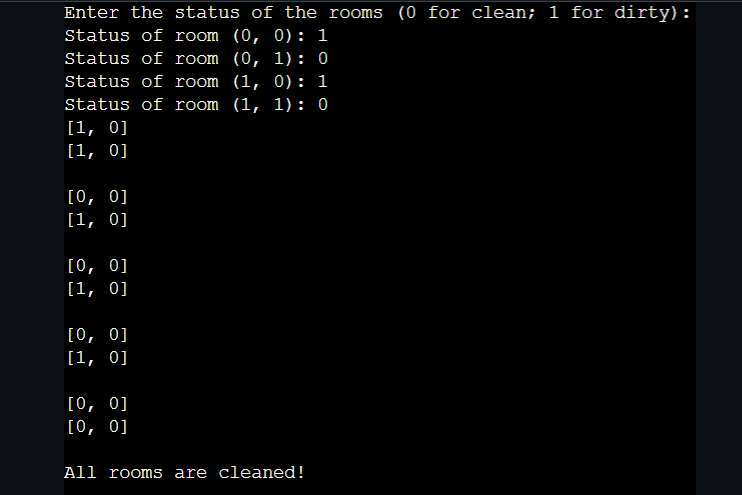 Enter the status of the rooms (0 for clean; 1 for dirty):
Status of room (0, 0): 1
Status of room (0, 1): 0
Status of room (1, 0): 1
Status of room (1, 1): 0
[1, 0]
[1, 0]

[0, 0]
[1, 0]

[0, 0]
[1, 0]

[0, 0]
[1, 0]

[0, 0]
[0, 0]

All rooms are cleaned!